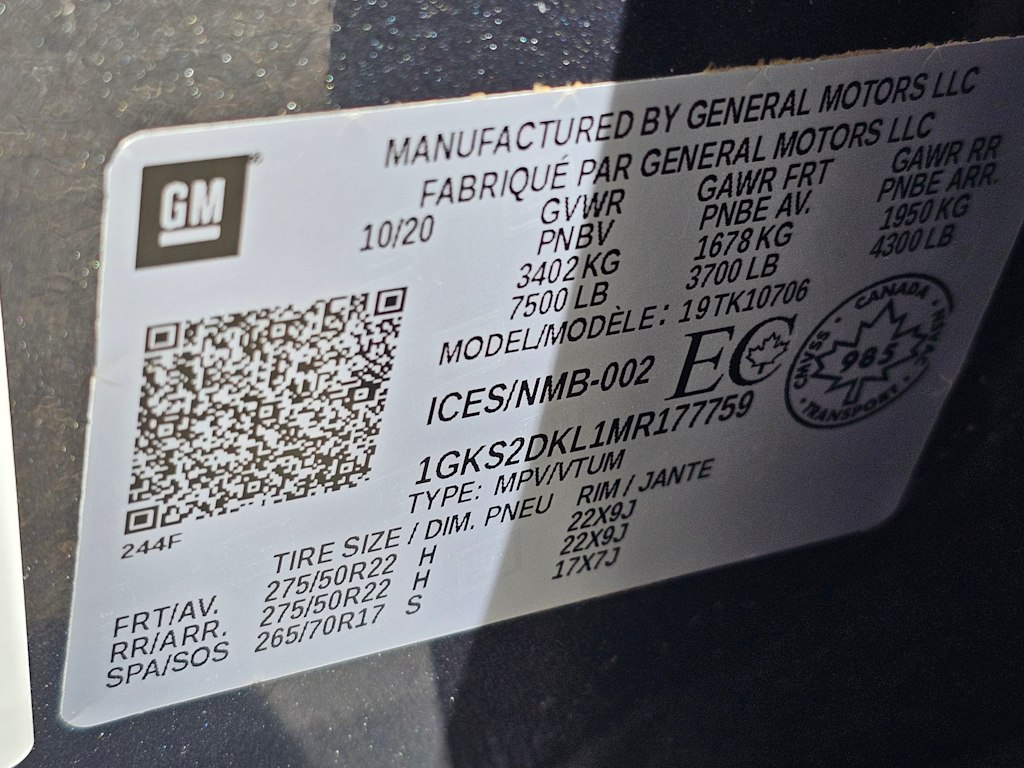 GM
MANUFACTURED BY GENERAL MOTORS LLC
FABRIQUÉ PAR GENERAL MOTORS LLC
10/20 GVWR GAWR FRT GAWR RR
PNBV PNBE AV. PNBE ARR.
3402 KG 1678 KG 1950 KG
7500 LB 3700 LB 4300 LB
MODEL/MODÈLE: 19TK10706
ICES/NMB-002 EC
CANADA
CMVSS 985 NSVAC
TRANSPORT
1GKS2DKL1MR177759
TYPE: MPV/VTUM
244F
TIRE SIZE / DIM. PNEU RIM / JANTE
FRT/AV. 275/50R22 H 22X9J
RR/ARR. 275/50R22 H 22X9J
SPA/SOS 265/70R17 S 17X7J